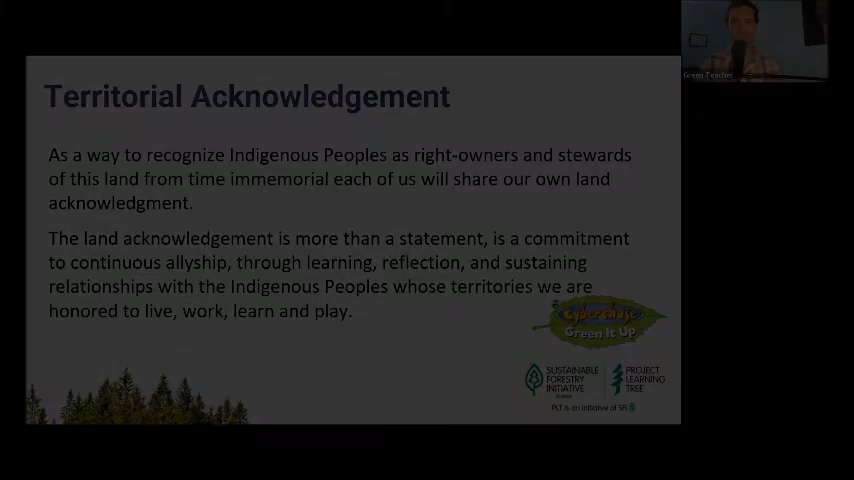 Green Teacher
Territorial Acknowledgement
As a way to recognize Indigenous Peoples as right-owners and stewards
of this land from time immemorial each of us will share our own land
acknowledgment.
The land acknowledgement is more than a statement, is a commitment
to continuous allyship, through learning, reflection, and sustaining
relationships with the Indigenous Peoples whose territories we are
honored to live, work, learn and play.
Cyberchase
Green It Up
SUSTAINABLE
FORESTRY
INITIATIVE
PROJECT
LEARNING
TREE
PLT is an initiative of SFI